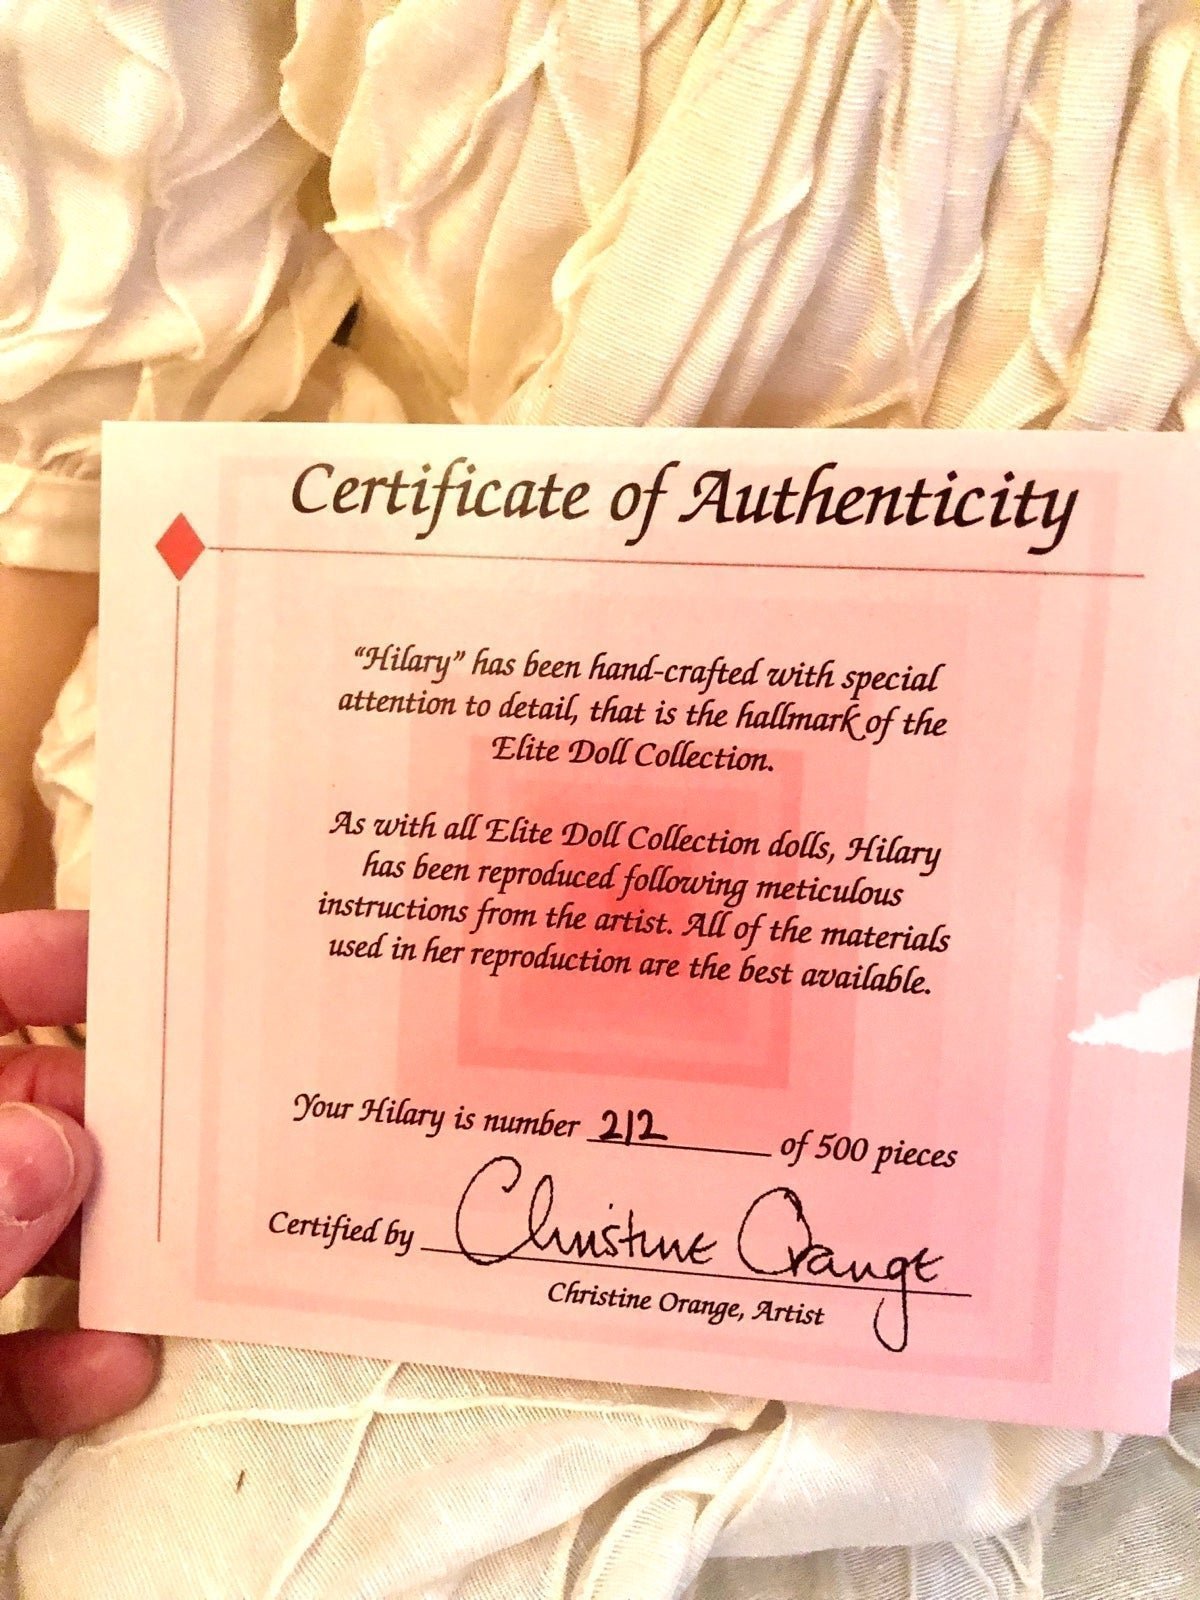 Certificate of Authenticity
“Hilary” has been hand-crafted with special
attention to detail, that is the hallmark of the
Elite Doll Collection.
As with all Elite Doll Collection dolls, Hilary
has been reproduced following meticulous
instructions from the artist. All of the materials
used in her reproduction are the best available.
Your Hilary is number 212 of 500 pieces
Certified by Christine Orange
Christine Orange, Artist